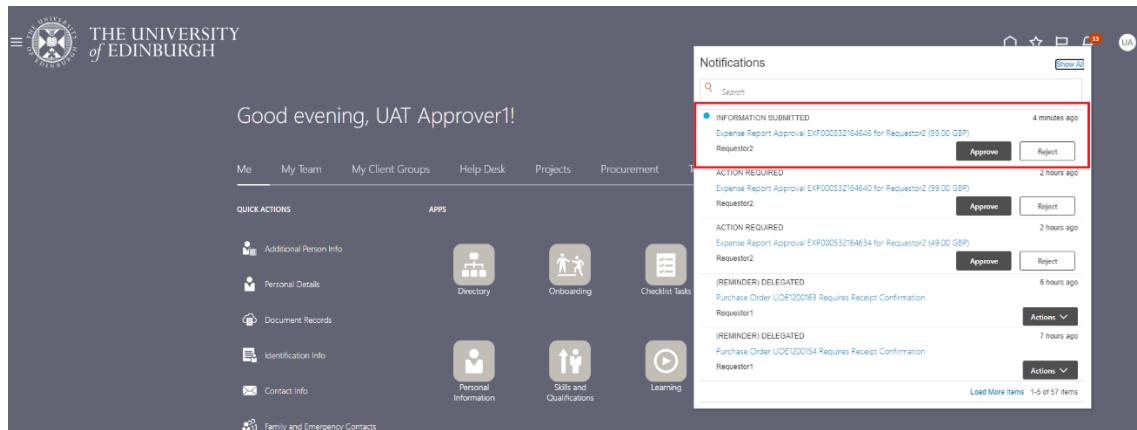 THE UNIVERSITY
of EDINBURGH
53
UA
Good evening, UAT Approver1!
Me My Team My Client Groups Help Desk Projects Procurement
QUICK ACTIONS
Additional Person Info
Personal Details
Document Records
Identification Info
Contact Info
Family and Emergency Contacts
APPS
Directory
Onboarding
Checklist Tasks
Personal
Information
Skills and
Qualifications
Learning
Notifications
Show All
Search
INFORMATION SUBMITTED 4 minutes ago
Expense Report Approval EXP000532164646 for Requestor2 (99.00 GBP)
Requestor2
Approve Reject
ACTION REQUIRED 2 hours ago
Expense Report Approval EXP000532164640 for Requestor2 (99.00 GBP)
Requestor2
Approve Reject
ACTION REQUIRED 2 hours ago
Expense Report Approval EXP000532164634 for Requestor2 (49.00 GBP)
Requestor2
Approve Reject
(REMINDER) DELEGATED 6 hours ago
Purchase Order UOE1200163 Requires Receipt Confirmation
Requestor1
Actions
(REMINDER) DELEGATED 7 hours ago
Purchase Order UOE1200154 Requires Receipt Confirmation
Requestor1
Actions
Load More Items 1-5 of 57 items